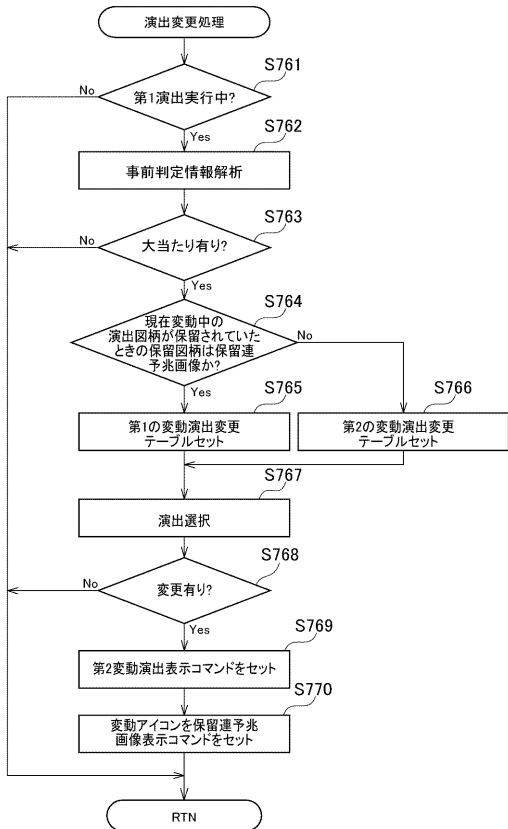 演出変更処理
S761
No
第1演出実行中?
S762
Yes
事前判定情報解析
S763
No
大当たり有り?
Yes
S764
現在変動中の
演出図柄が保留されていた
ときの保留図柄は保留連
予兆画像か?
No
Yes
S765
S766
第1の変動演出変更
テーブルセット
第2の変動演出変更
テーブルセット
S767
演出選択
S768
No
変更有り?
Yes
S769
第2変動演出表示コマンドをセット
S770
変動アイコンを保留連予兆
画像表示コマンドをセット
RTN